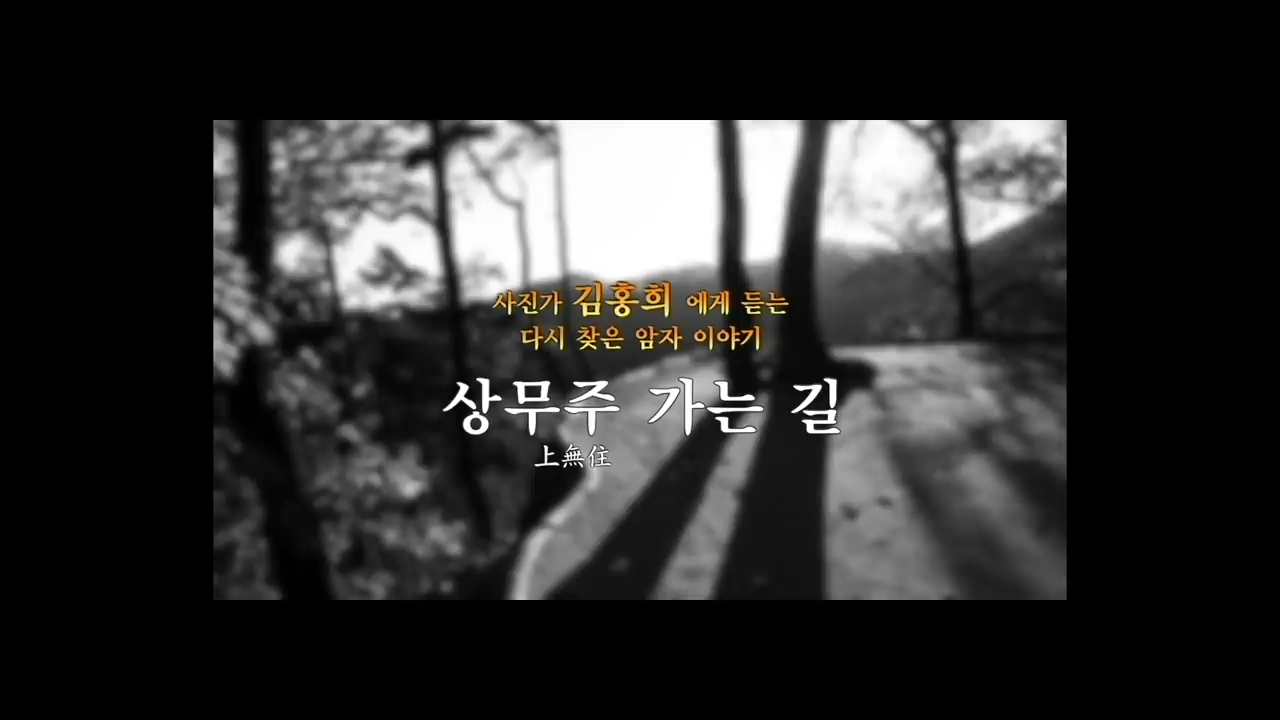 사진가 김홍희 에게 듣는
다시 찾은 암자 이야기
상무주 가는 길
上無住